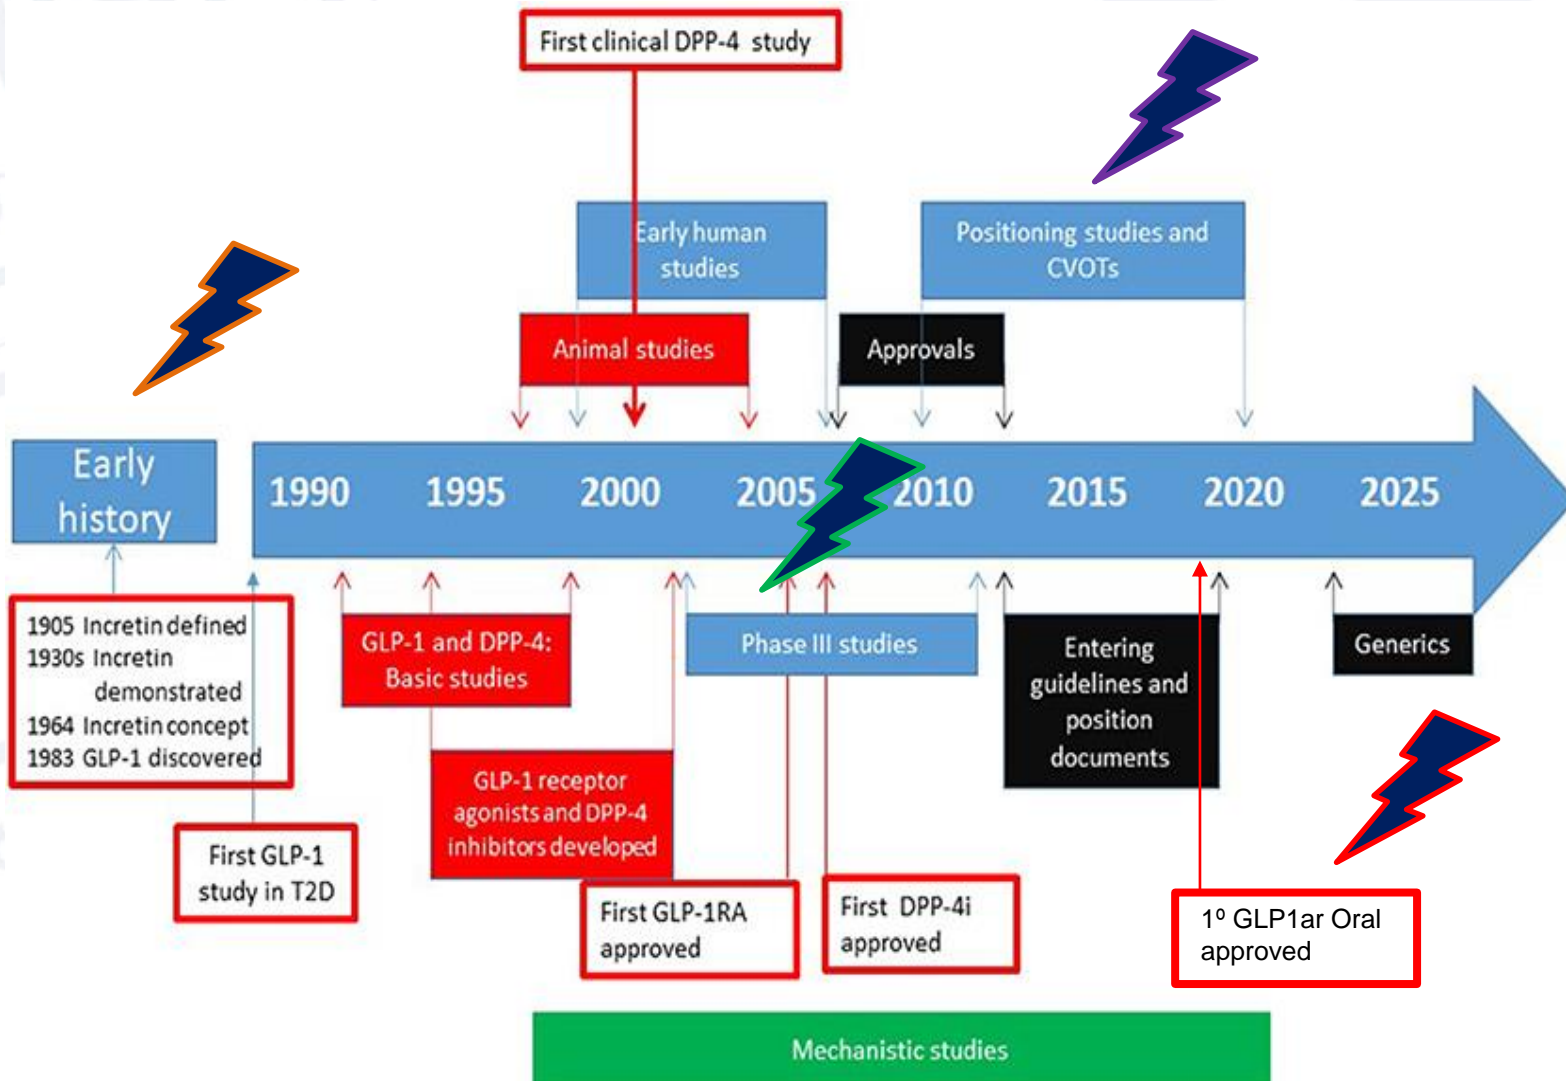 First clinical DPP-4 study
Early human
studies
Positioning studies and
CVOTs
Animal studies
Approvals
Early
history
1990
1995
2000
2005
2010
2015
2020
2025
1905 Incretin defined
1930s Incretin
demonstrated
1964 Incretin concept
1983 GLP-1 discovered
GLP-1 and DPP-4:
Basic studies
Phase III studies
Entering
guidelines and
position
documents
Generics
GLP-1 receptor
agonists and DPP-4
inhibitors developed
First GLP-1
study in T2D
First GLP-1RA
approved
First DPP-4i
approved
1º GLP1ar Oral
approved
Mechanistic studies